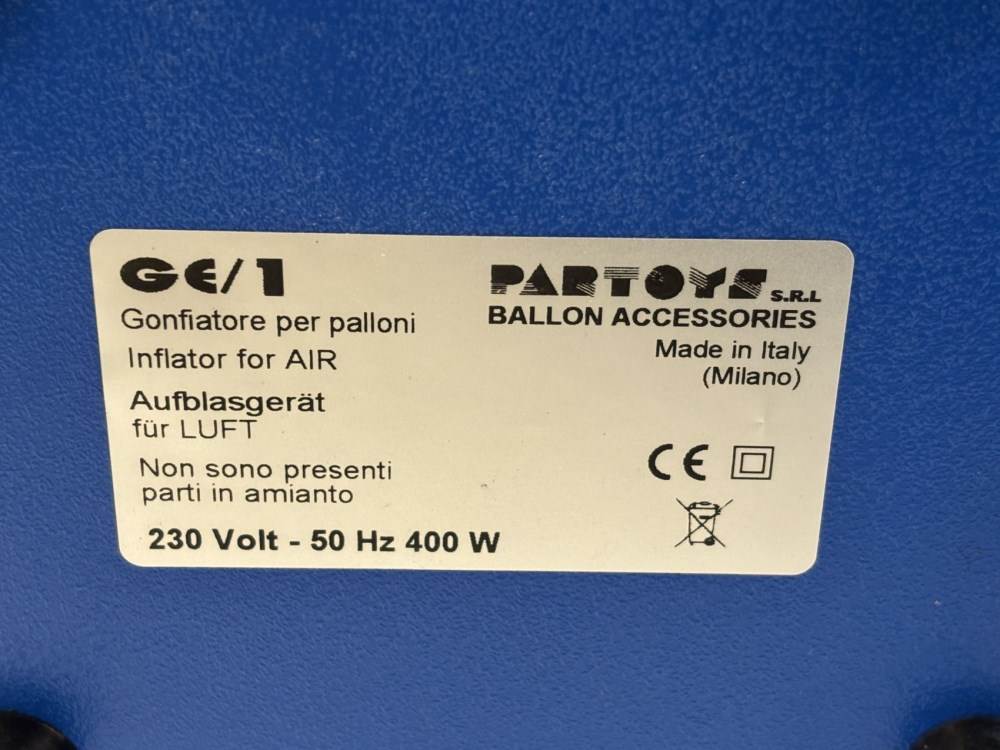 GE/1
Gonfiatore per palloni
Inflator for AIR
Aufblasgerät
für LUFT
Non sono presenti
parti in amianto
230 Volt - 50 Hz 400 W
PARTOYS S.R.L
BALLON ACCESSORIES
Made in Italy
(Milano)
CE